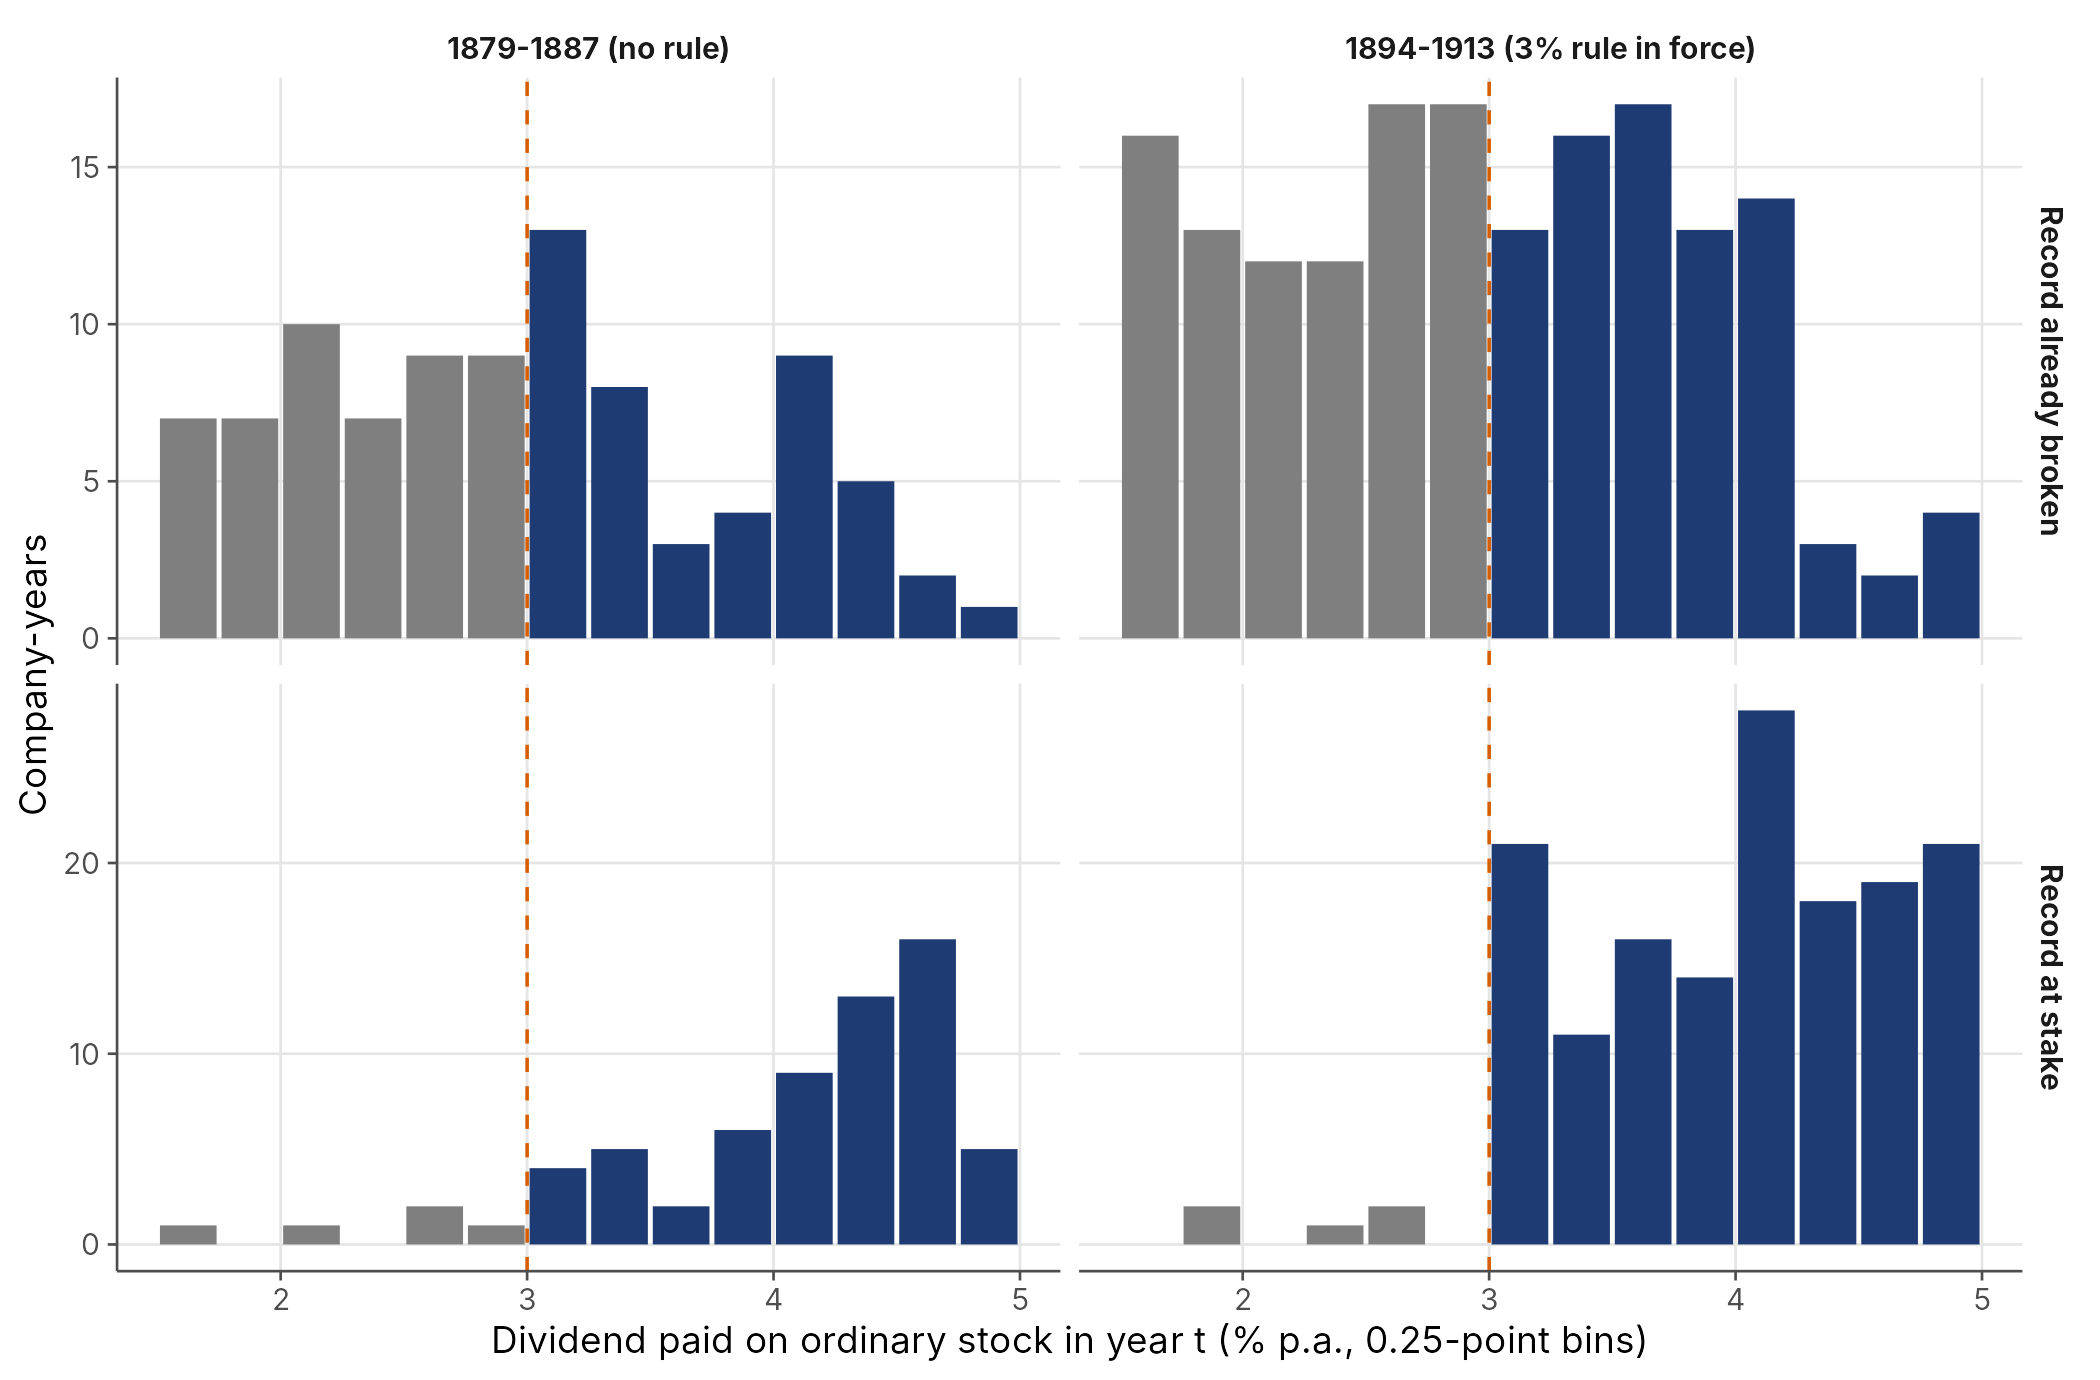 1879-1887 (no rule)
1894-1913 (3% rule in force)
15
10
5
0
Record already broken
Company-years
20
10
0
Record at stake
2
3
4
5
2
3
4
5
Dividend paid on ordinary stock in year t (% p.a., 0.25-point bins)